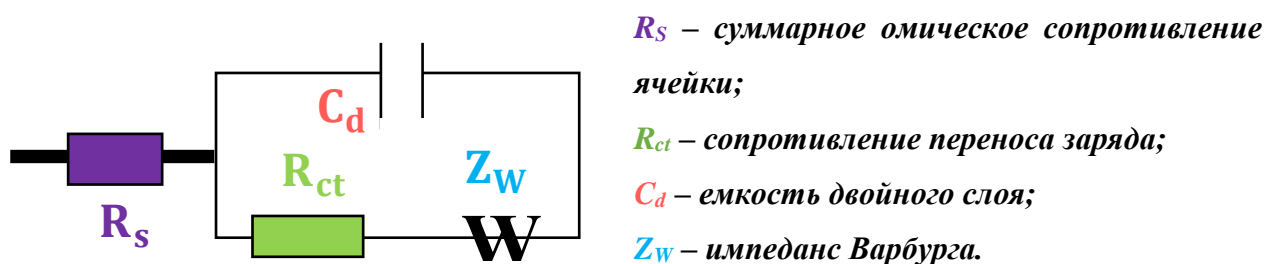 C_d
R_ct
Z_W
W
R_s
R_S – суммарное омическое сопротивление
ячейки;
R_ct – сопротивление переноса заряда;
C_d – емкость двойного слоя;
Z_W – импеданс Варбурга.